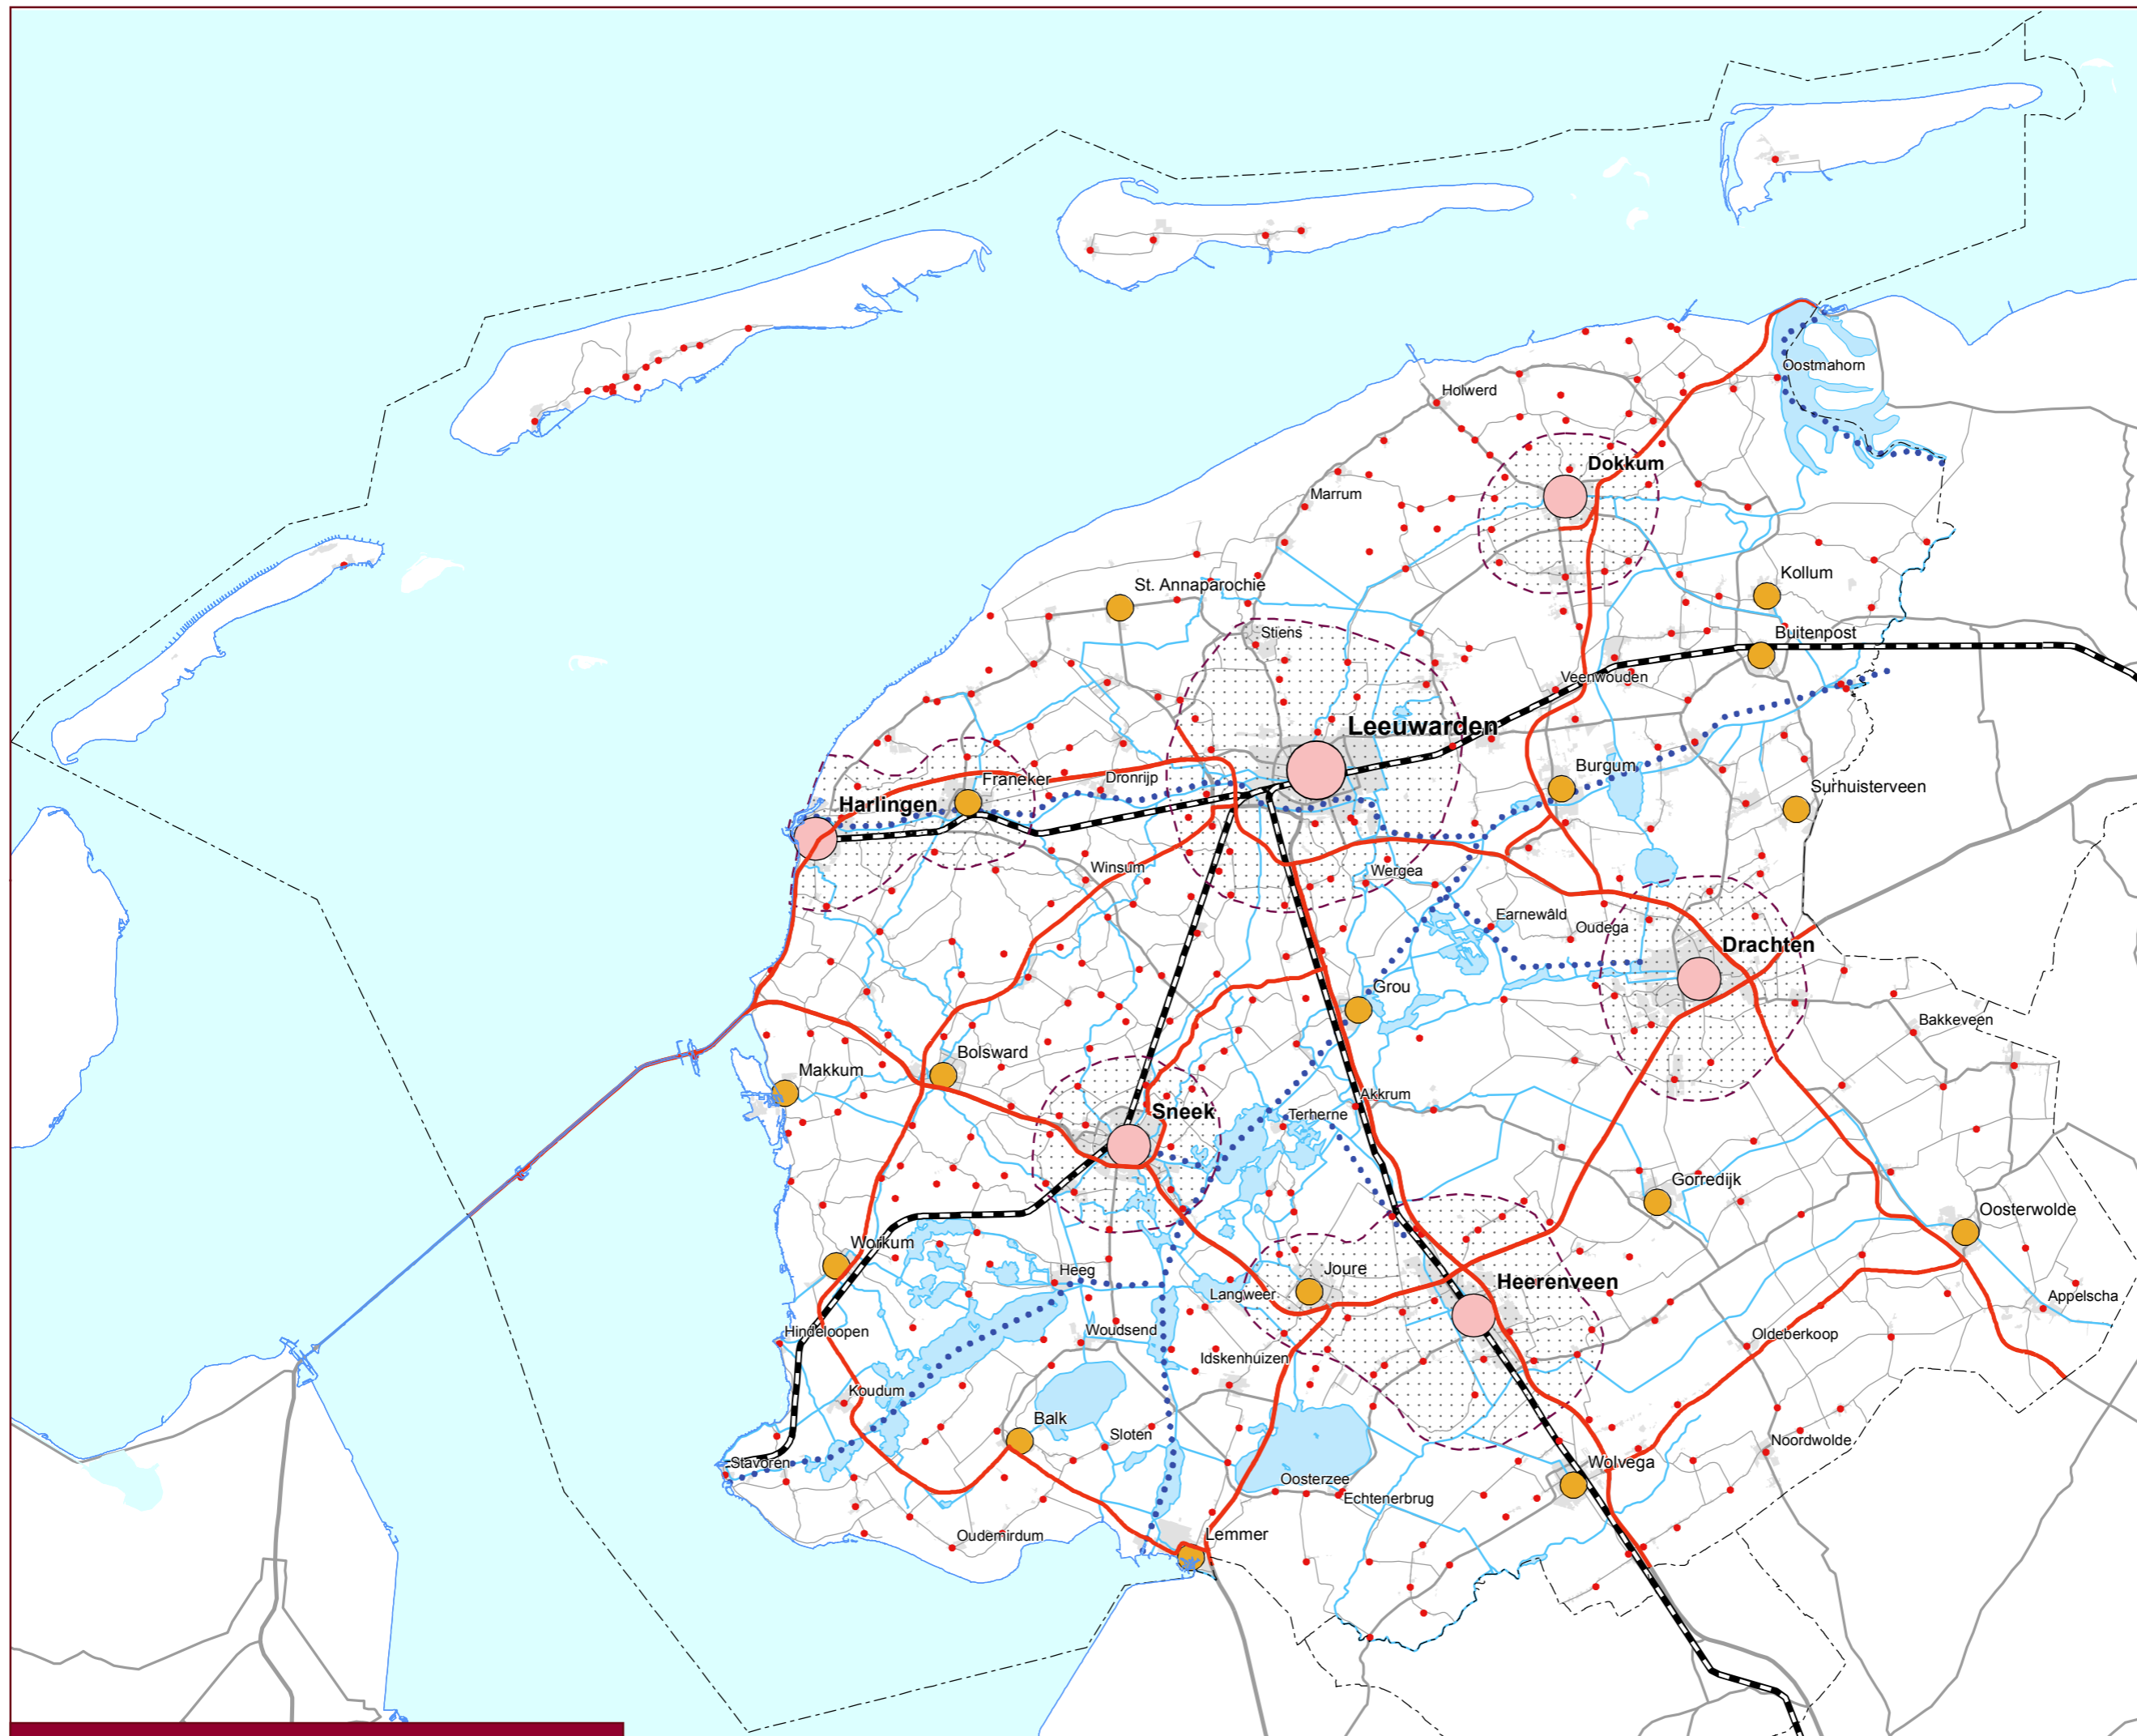 Oostmahorn
Holwerd
Dokkum
Marrum
Kollum
St. Annaparochie
Stiens
Buitenpost
Veenwouden
Leeuwarden
Burgum
Surhuisterveen
Franeker
Dronrijp
Harlingen
Winsum
Wergea
Earnewâld
Oudega
Drachten
Grou
Bakkeveen
Bolsward
Makkum
Akkrum
Sneek
Terherne
Gorredijk
Oosterwolde
Workum
Heeg
Joure
Heerenveen
Langweer
Appelscha
Hindeloopen
Woudsend
Oldeberkoop
Idskenhuizen
Koudum
Balk
Sloten
Noordwolde
Stavoren
Wolvega
Oosterzee
Echtenerbrug
Oudemirdum
Lemmer